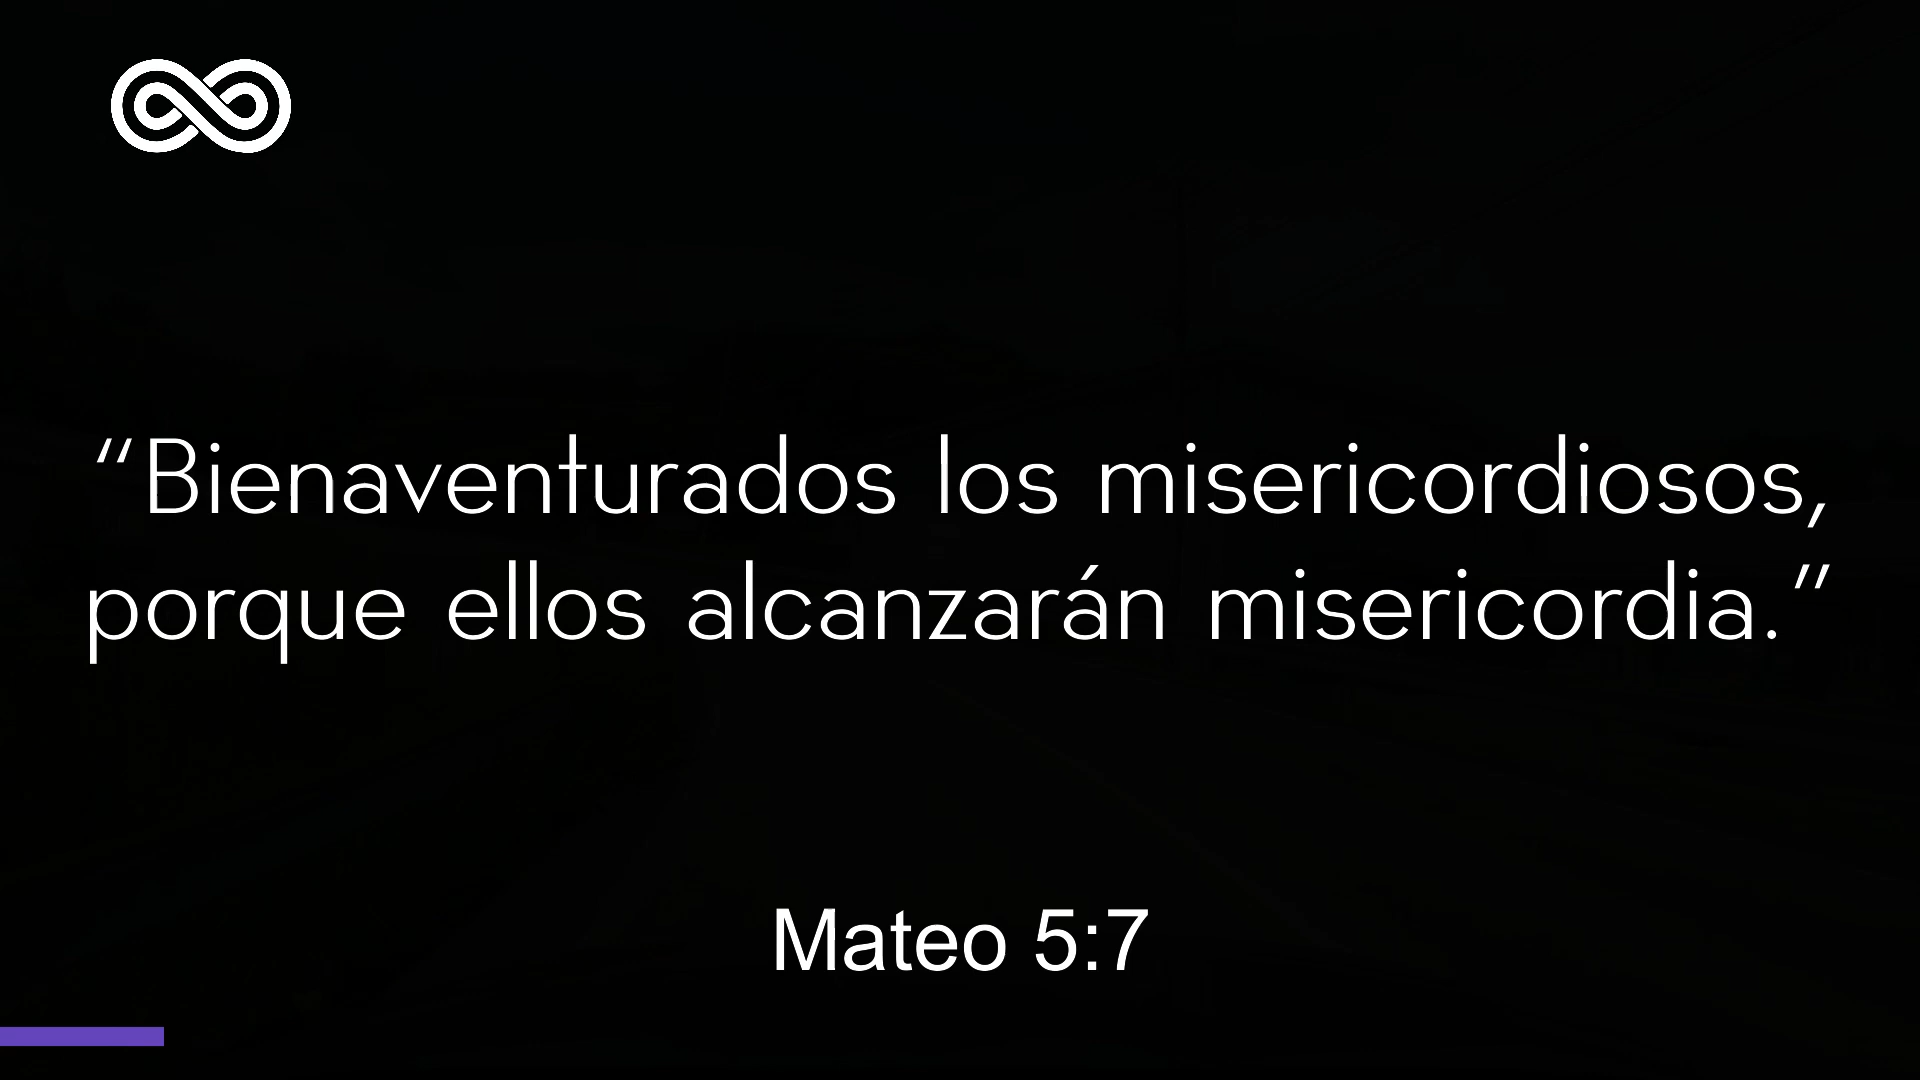 “Bienaventurados los misericordiosos,
porque ellos alcanzarán misericordia.”
Mateo 5:7